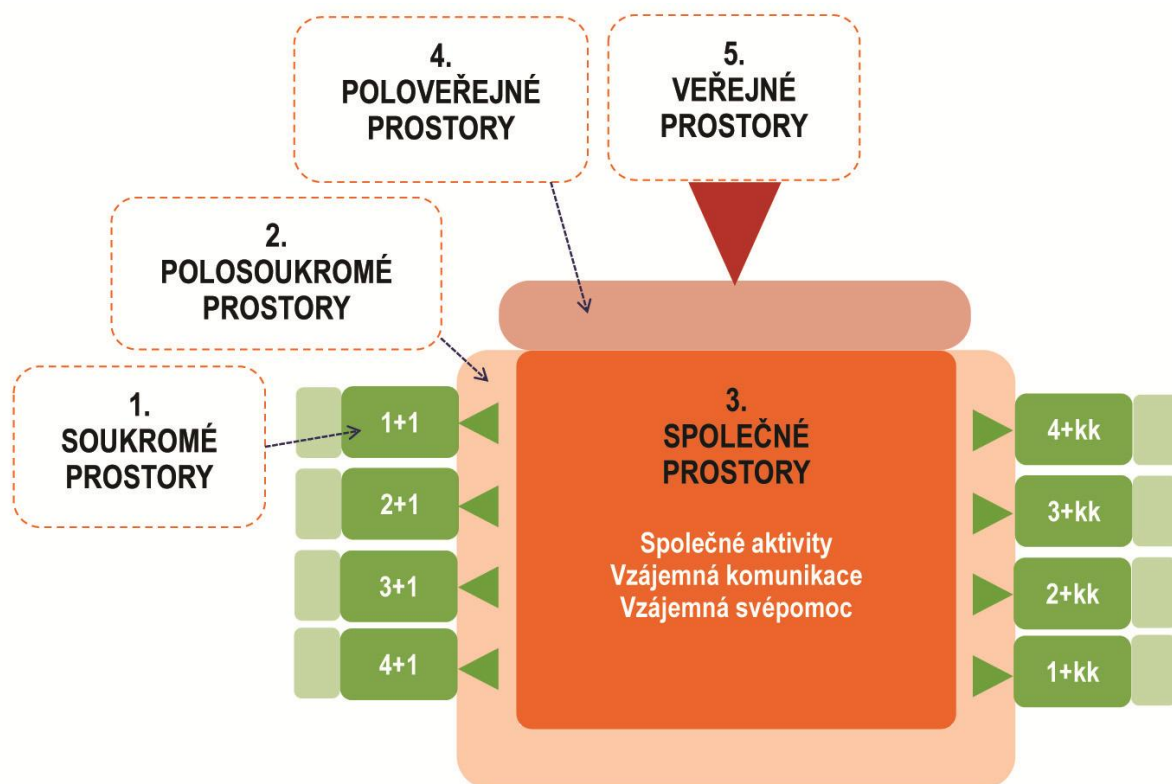 4.
POLOVEŘEJNÉ
PROSTORY
5.
VEŘEJNÉ
PROSTORY
2.
POLOSOUKROMÉ
PROSTORY
1.
SOUKROMÉ
PROSTORY
3.
SPOLEČNÉ
PROSTORY
Společné aktivity
Vzájemná komunikace
Vzájemná svépomoc
1+1
2+1
3+1
4+1
4+kk
3+kk
2+kk
1+kk